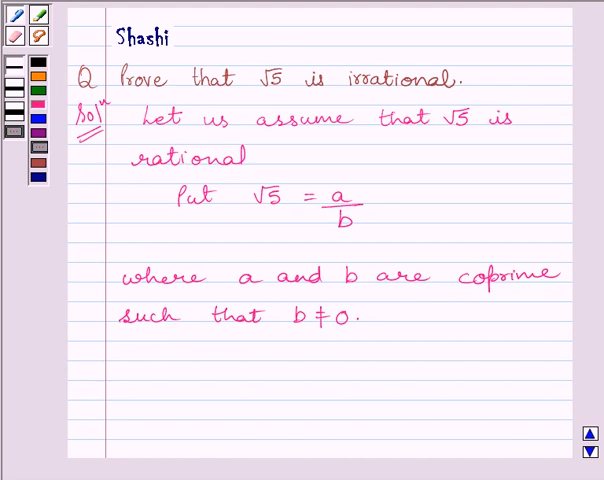 Shashi
Q Prove that √5 is irrational.
Solⁿ Let us assume that √5 is
rational
Put √5 = a/b
where a and b are coprime
such that b ≠ 0.